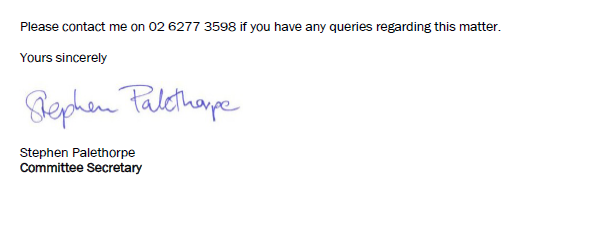 Please contact me on 02 6277 3598 if you have any queries regarding this matter.
Yours sincerely
Stephen Palethorpe
Stephen Palethorpe
Committee Secretary